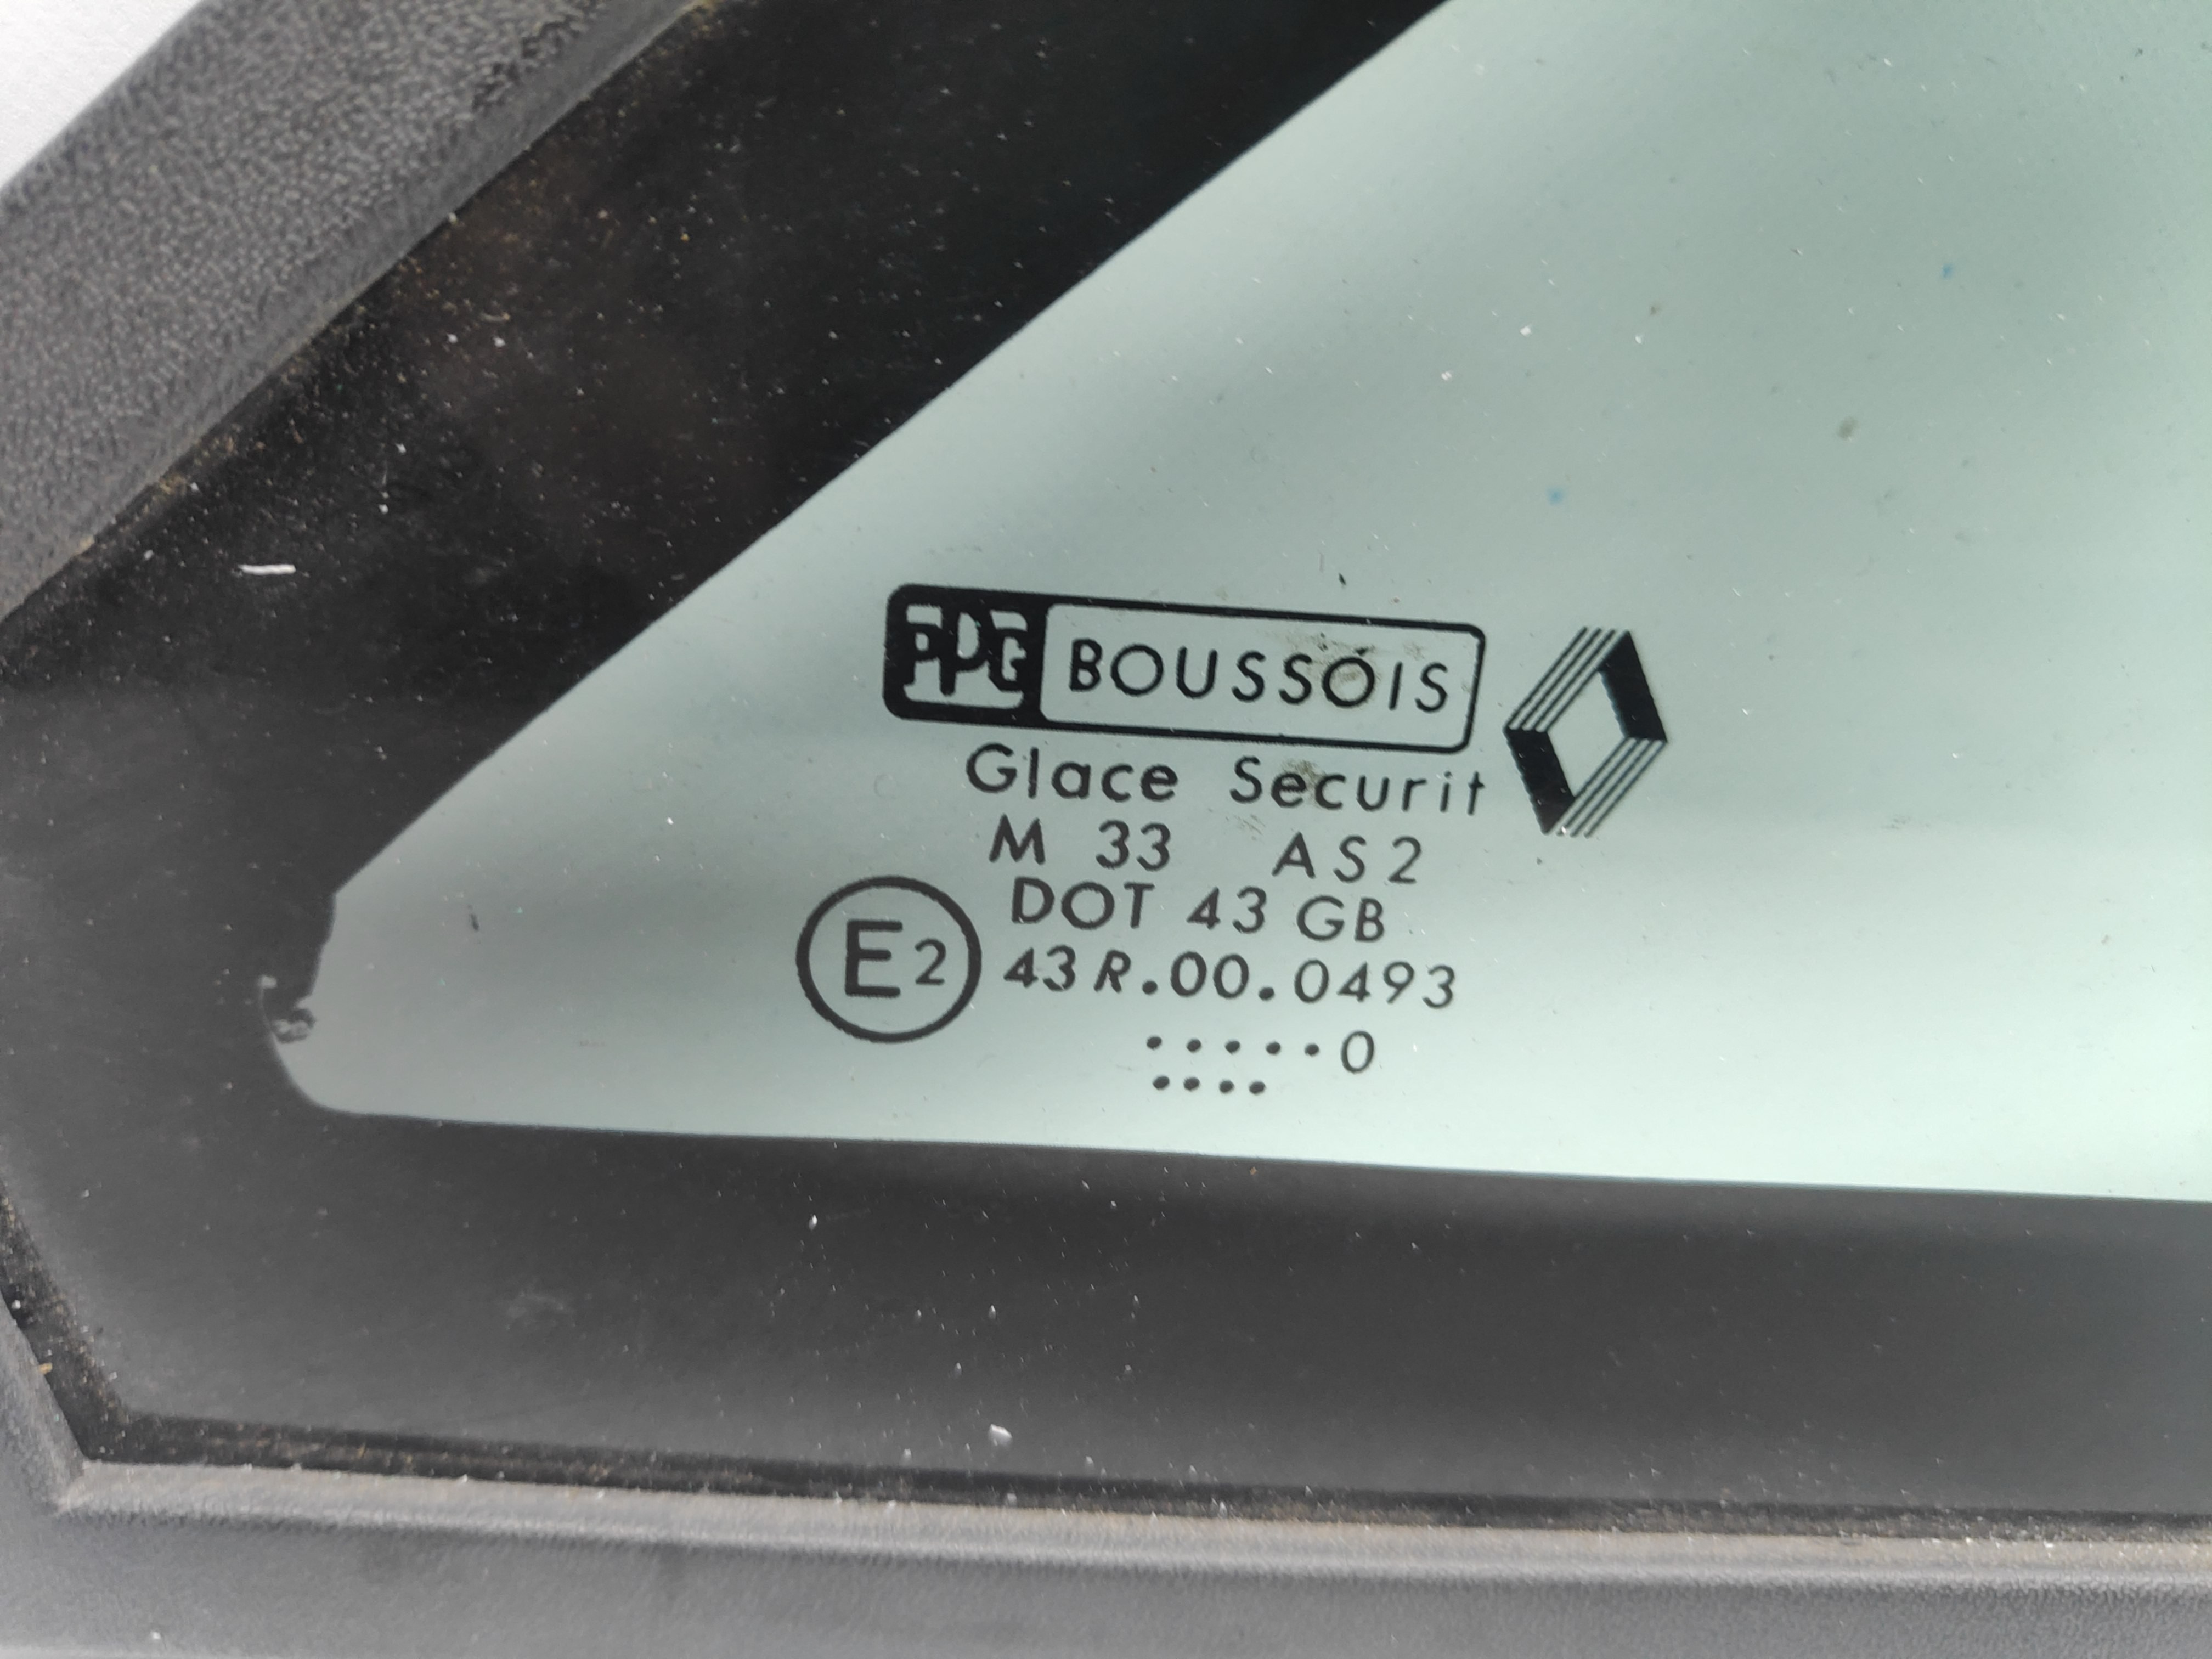 PPG BOUSSOIS
Glace Securit
M 33 AS2
DOT 43 GB
E2 43R.00.0493
.....0
....